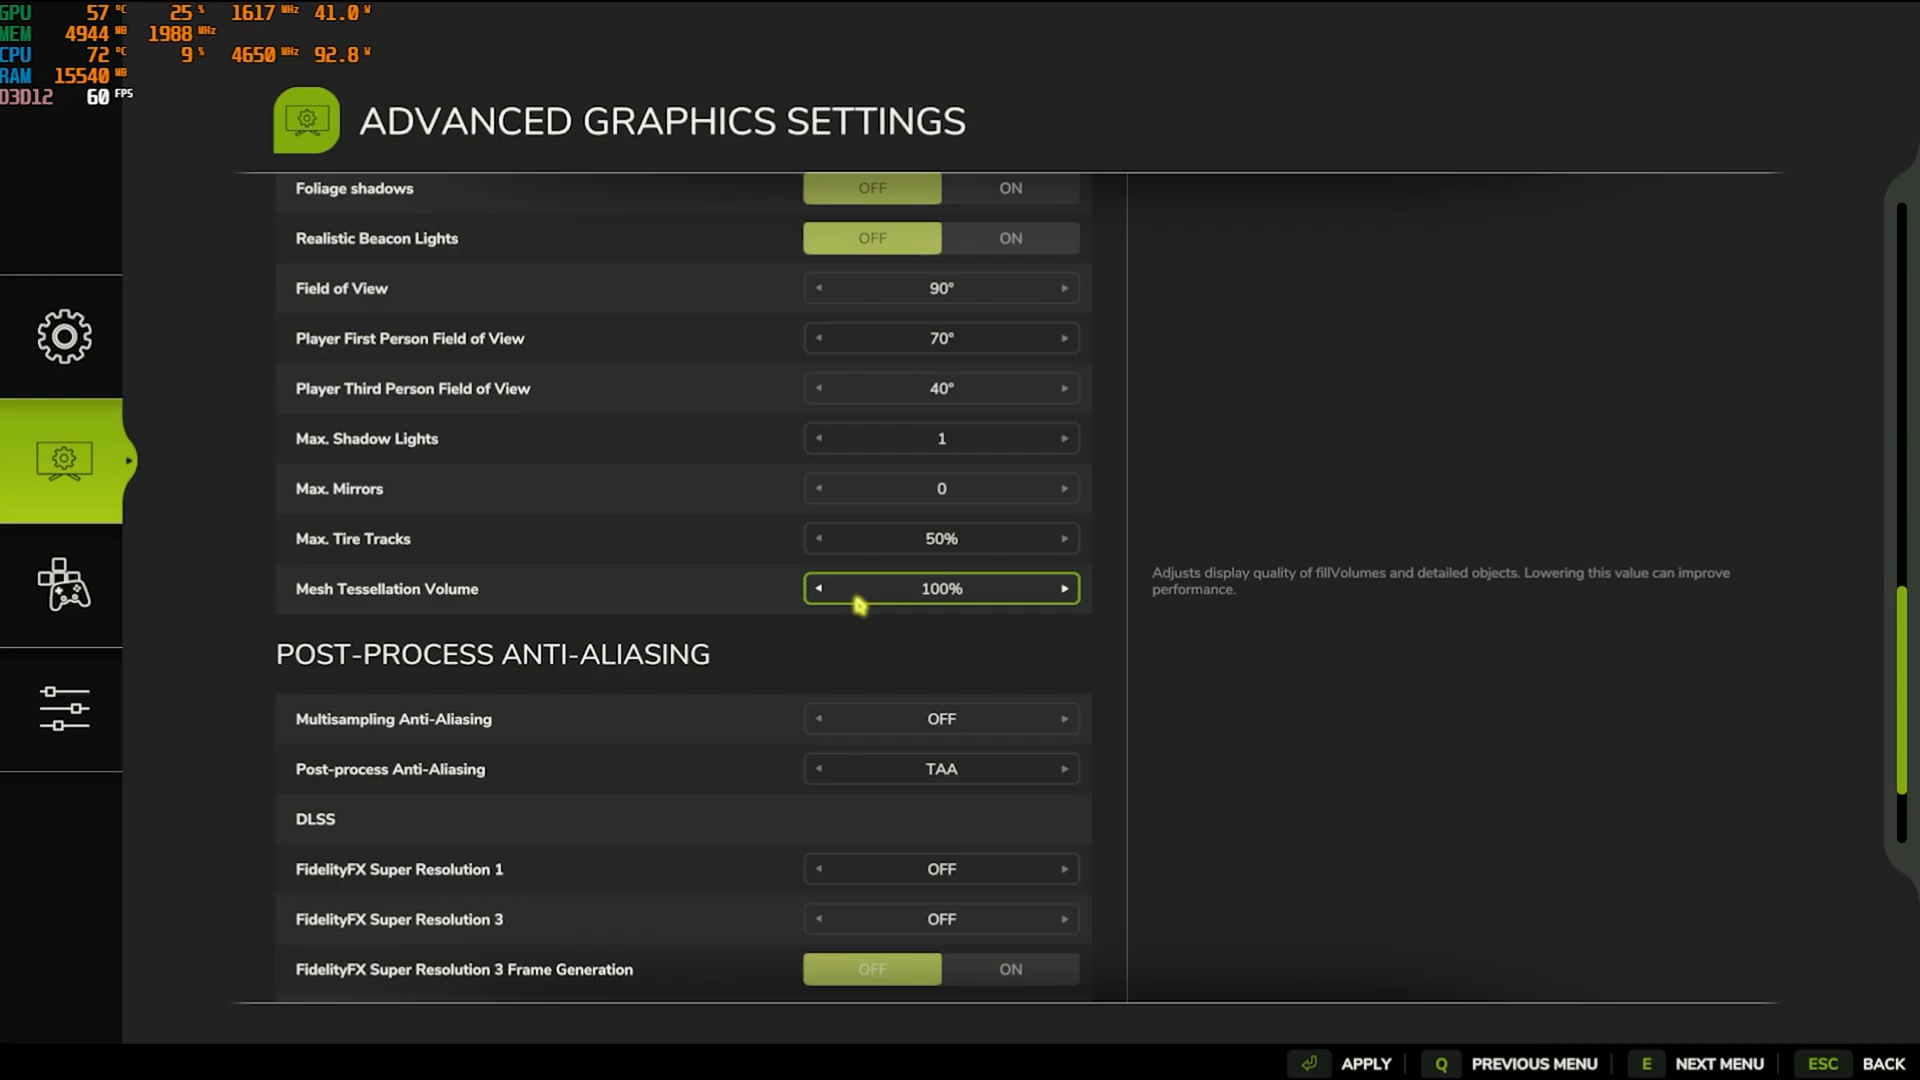 GPU 57 °C 25 % 1617 MHz 41.0 W
MEM 4944 MB 1988 MHz
CPU 72 °C 9 % 4650 MHz 92.8 W
RAM 15540 MB
D3D12 60 FPS
ADVANCED GRAPHICS SETTINGS
Foliage shadows OFF ON
Realistic Beacon Lights OFF ON
Field of View 90°
Player First Person Field of View 70°
Player Third Person Field of View 40°
Max. Shadow Lights 1
Max. Mirrors 0
Max. Tire Tracks 50%
Mesh Tessellation Volume 100%
Adjusts display quality of fillVolumes and detailed objects. Lowering this value can improve
performance.
POST-PROCESS ANTI-ALIASING
Multisampling Anti-Aliasing OFF
Post-process Anti-Aliasing TAA
DLSS
FidelityFX Super Resolution 1 OFF
FidelityFX Super Resolution 3 OFF
FidelityFX Super Resolution 3 Frame Generation OFF ON
APPLY Q PREVIOUS MENU E NEXT MENU ESC BACK